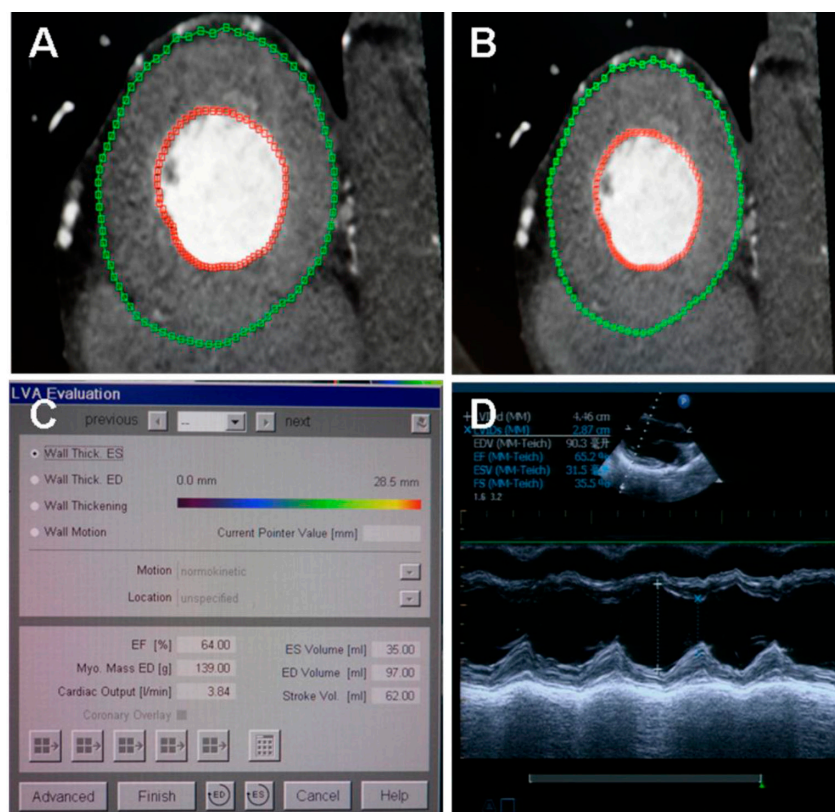 A
B
LVA Evaluation
C
previous
--
next
Wall Thick. ES
Wall Thick. ED
0.0 mm
28.5 mm
Wall Thickening
Wall Motion
Current Pointer Value [mm]
Motion
normokinetic
Location
unspecified
EF [%]
64.00
ES Volume [ml]
35.00
Myo. Mass ED [g]
139.00
ED Volume [ml]
97.00
Cardiac Output [l/min]
3.84
Stroke Vol. [ml]
62.00
Coronary Overlay
Advanced
Finish
ED
ES
Cancel
Help
D
LVIDd (MM) 4.46 cm
LVIDs (MM) 2.87 cm
EDV (MM-Teich) 90.3 毫升
EF (MM-Teich) 65.2 %
ESV (MM-Teich) 31.5 毫升
FS (MM-Teich) 35.5 %
1.6 3.2